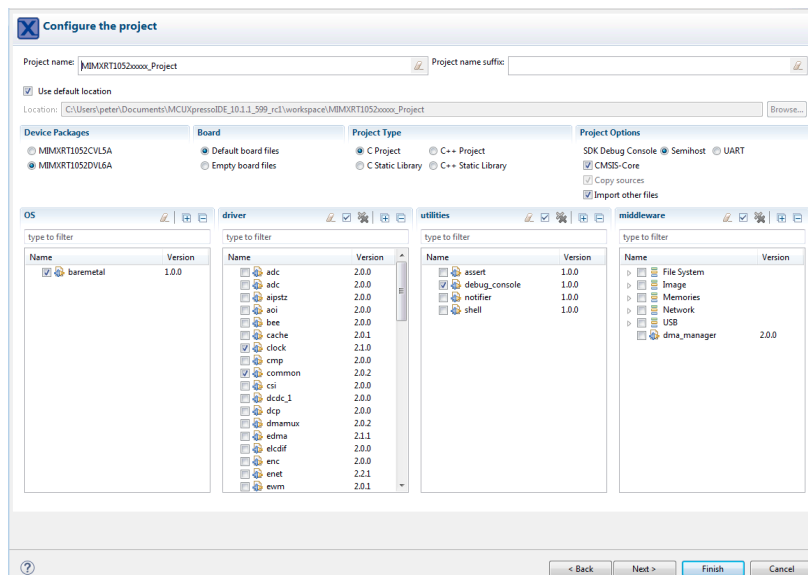 Configure the project
Project name: MIMXRT1052xxxxx_Project Project name suffix:
Use default location
Location: C:\Users\peter\Documents\MCUXpressoIDE_10.1.1_599_rc1\workspace\MIMXRT1052xxxxx_Project Browse...
Device Packages Board Project Type Project Options
MIMXRT1052CVL5A Default board files C Project C++ Project SDK Debug Console Semihost UART
MIMXRT1052DVL6A Empty board files C Static Library C++ Static Library CMSIS-Core
Copy sources
Import other files
OS driver utilities middleware
type to filter type to filter type to filter type to filter
Name Version Name Version Name Version Name Version
baremetal 1.0.0 adc 2.0.0 assert 1.0.0 File System
adc 2.0.0 debug_console 1.0.0 Image
aipstz 2.0.0 notifier 1.0.0 Memories
aoi 2.0.0 shell 1.0.0 Network
bee 2.0.0 USB
cache 2.0.1 dma_manager 2.0.0
clock 2.1.0
cmp 2.0.0
common 2.0.2
csi 2.0.0
dcdc_1 2.0.0
dcp 2.0.0
dmamux 2.0.2
edma 2.1.1
elcdif 2.0.0
enc 2.0.0
enet 2.2.1
ewm 2.0.1
? < Back Next > Finish Cancel